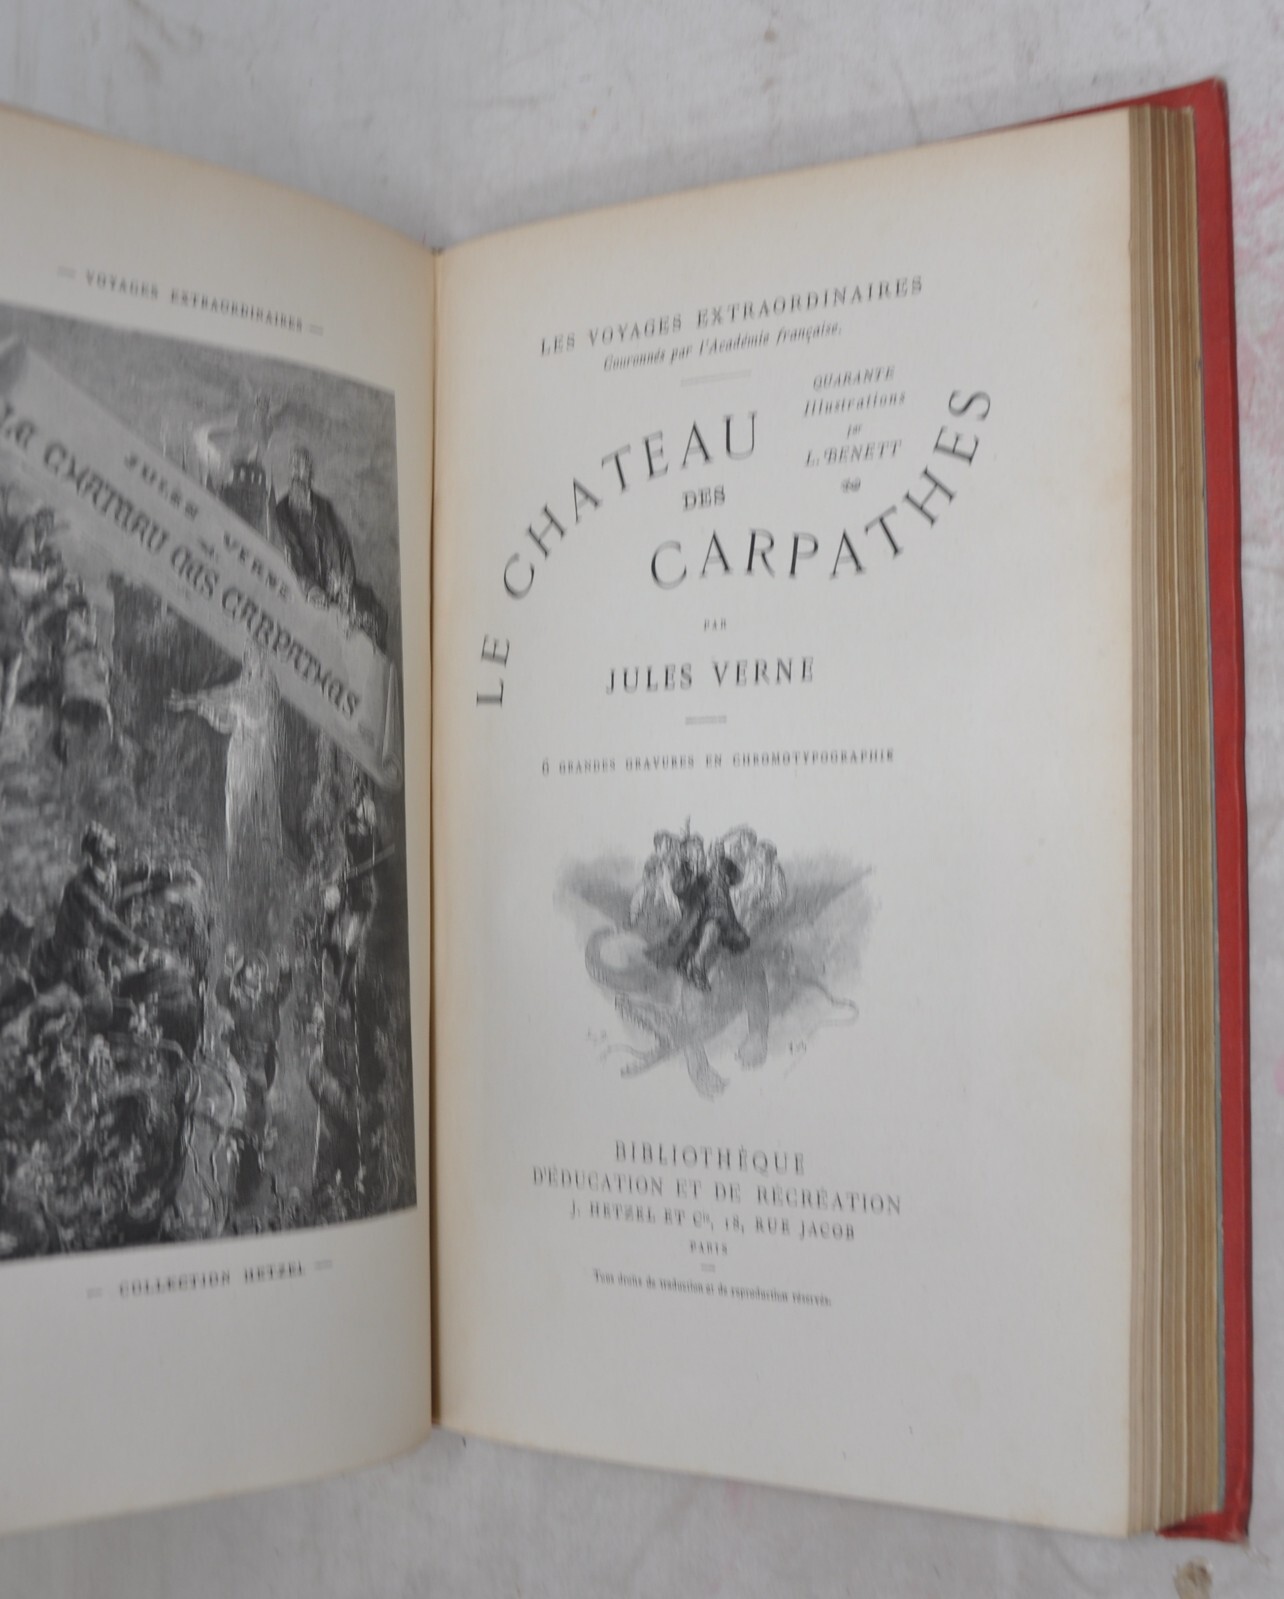 — VOYAGES EXTRAORDINAIRES —
JULES VERNE
LE CHATEAU DES CARPATHES
— COLLECTION HETZEL —
LES VOYAGES EXTRAORDINAIRES
Couronnés par l'Académie française.
QUARANTE
Illustrations
par
L. BENETT
LE CHATEAU
DES
CARPATHES
PAR
JULES VERNE
6 GRANDES GRAVURES EN CHROMOTYPOGRAPHIE
BIBLIOTHÈQUE
D'ÉDUCATION ET DE RÉCRÉATION
J. HETZEL ET Cie, 18, RUE JACOB
PARIS
Tous droits de traduction et de reproduction réservés.